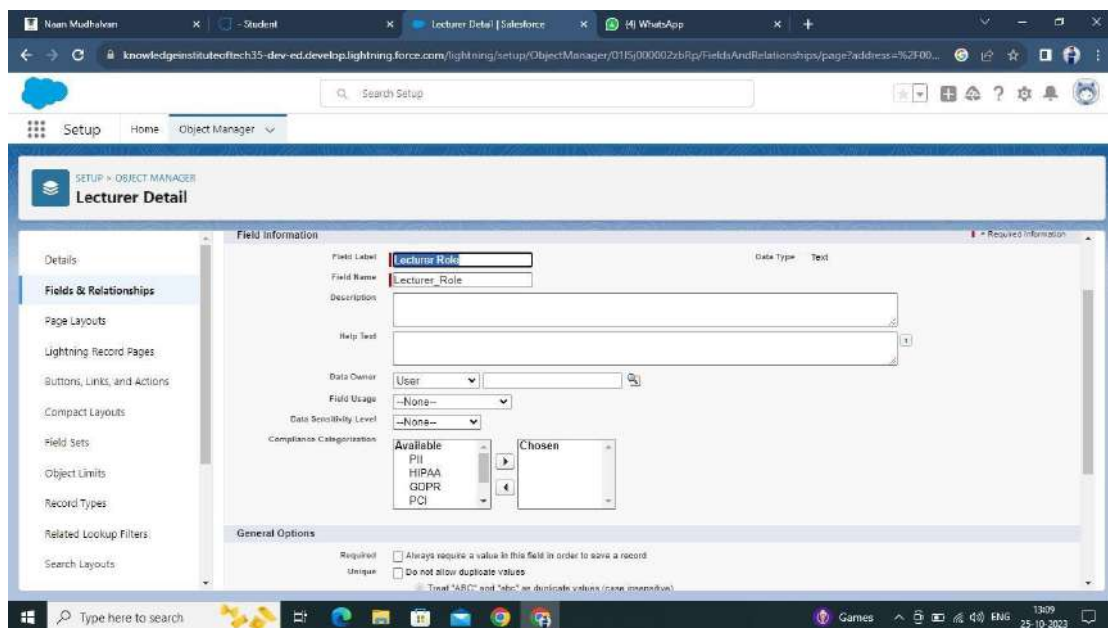 Naan Mudhalvan
- Student
Lecturer Detail | Salesforce
(4) WhatsApp
knowledgeinstituteoftech35-dev-ed.develop.lightning.force.com/lightning/setup/ObjectManager/
Search Setup
Setup
Home
Object Manager
SETUP > OBJECT MANAGER
Lecturer Detail
Details
Fields & Relationships
Page Layouts
Lightning Record Pages
Buttons, Links, and Actions
Compact Layouts
Field Sets
Object Limits
Record Types
Related Lookup Filters
Search Layouts
Field Information
= Required Information
Field Label Lecturer Role
Data Type Text
Field Name Lecturer_Role
Description
Help Text
i
Data Owner User
Field Usage --None--
Data Sensitivity Level --None--
Compliance Categorization
Available
PII
HIPAA
GDPR
PCI
Chosen
General Options
Required Always require a value in this field in order to save a record
Unique Do not allow duplicate values
Treat "ABC" and "abc" as duplicate values (case insensitive)
Type here to search
Games
ENG
13:09
25-10-2023